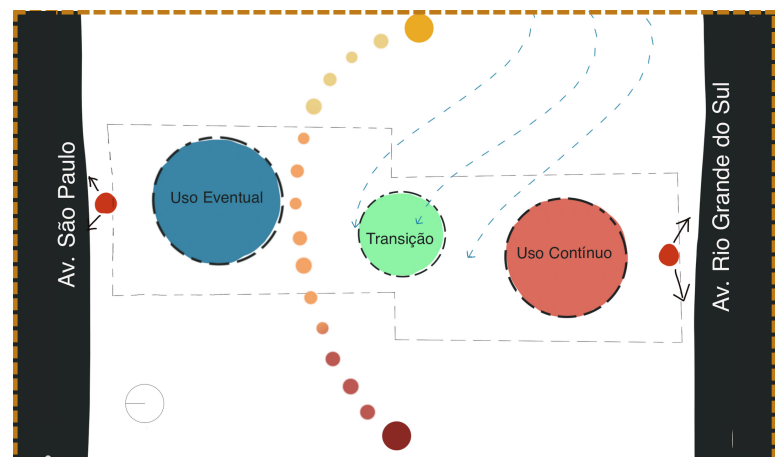 Av. São Paulo
Uso Eventual
Transição
Uso Contínuo
Av. Rio Grande do Sul